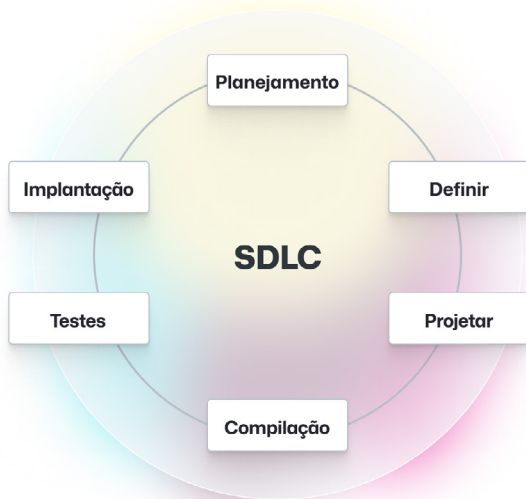 Planejamento
Implantação
Definir
SDLC
Testes
Projetar
Compilação